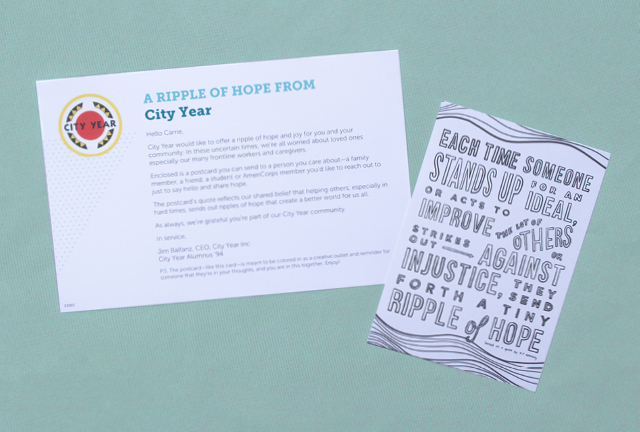 CITY YEAR
A RIPPLE OF HOPE FROM
City Year
Hello Carrie,
City Year would like to offer a ripple of hope and joy for you and your
community. In these uncertain times, we're all worried about loved ones
especially our many frontline workers and caregivers.
Enclosed is a postcard you can send to a person you care about—a family
member, a friend, a student or AmeriCorps member you'd like to reach out to
just to say hello and share hope.
The postcard's quote reflects our shared belief that helping others, especially in
hard times, sends out ripples of hope that create a better world for us all.
As always, we're grateful you're part of our City Year community.
In service,
Jim Balfanz, CEO, City Year Inc.
City Year Alumnus '94
P.S. The postcard—like this card—is meant to be colored in as a creative outlet and reminder for
someone that they're in your thoughts, and you are in this together. Enjoy!
EACH TIME SOMEONE
STANDS UP FOR AN IDEAL,
OR ACTS TO
IMPROVE THE LOT OF OTHERS
OR
STRIKES OUT AGAINST
INJUSTICE, THEY SEND
FORTH A TINY
RIPPLE of HOPE